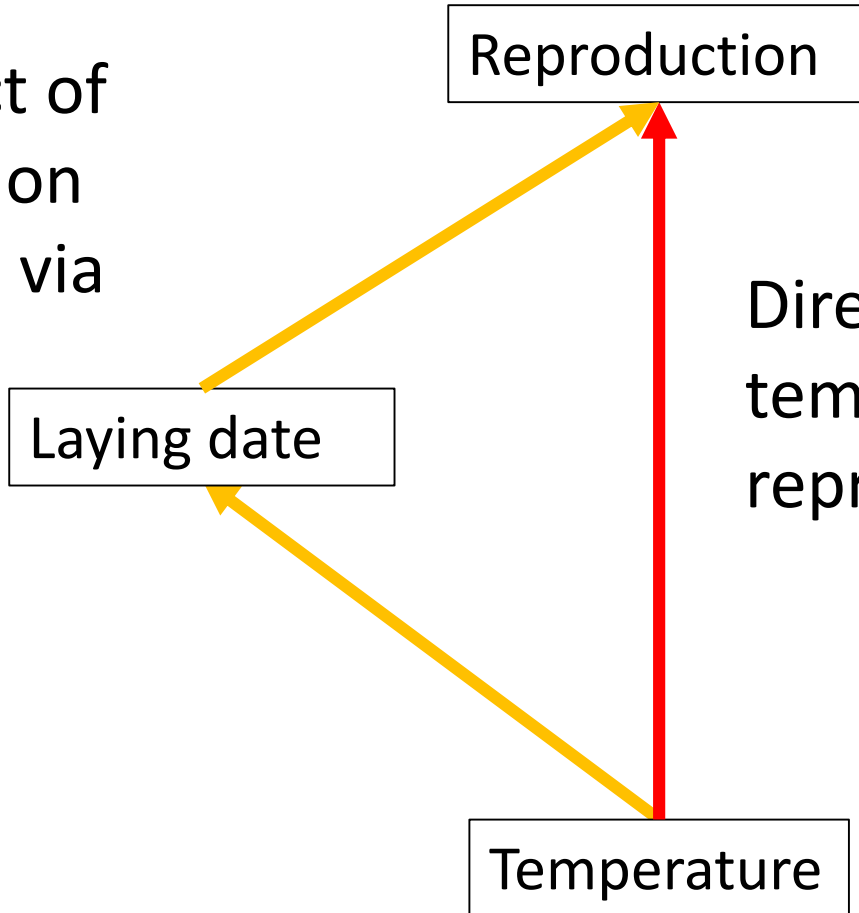 Reproduction
t of
on
via
Dire
tem
repr
Laying date
Temperature